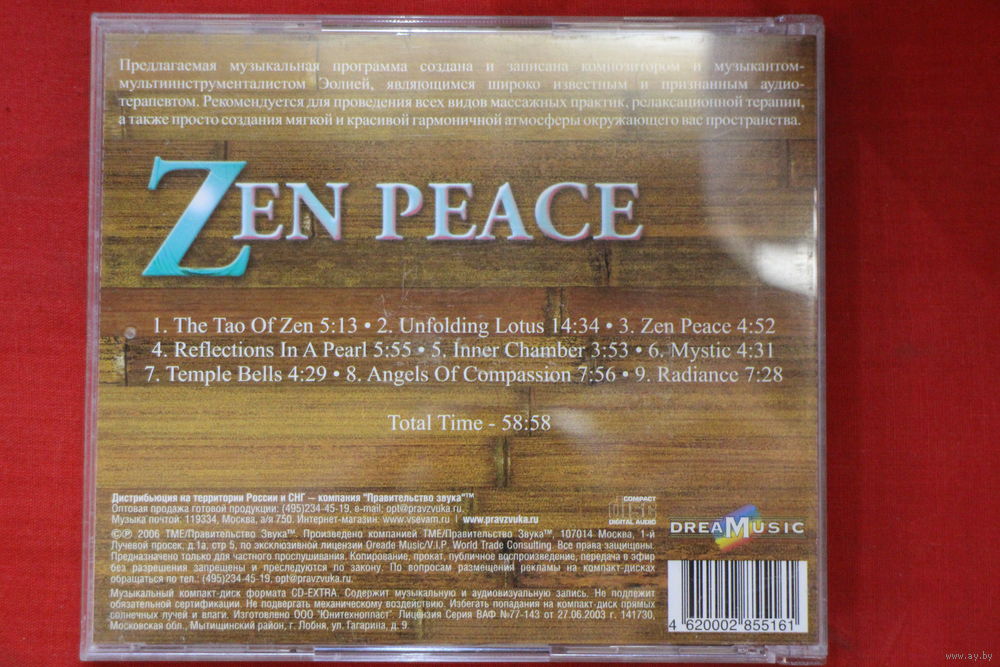 Предлагаемая музыкальная программа создана и записана композитором и музыкантом-
мультиинструменталистом Эолией, являющимся широко известным и признанным аудио-
терапевтом. Рекомендуется для проведения всех видов массажных практик, релаксационной терапии,
а также просто создания мягкой и красивой гармоничной атмосферы окружающего вас пространства.
ZEN PEACE
1. The Tao Of Zen 5:13 • 2. Unfolding Lotus 14:34 • 3. Zen Peace 4:52
4. Reflections In A Pearl 5:55 • 5. Inner Chamber 3:53 • 6. Mystic 4:31
7. Temple Bells 4:29 • 8. Angels Of Compassion 7:56 • 9. Radiance 7:28
Total Time - 58:58
Дистрибьюция на территории России и СНГ – компания "Правительство звука"™
Оптовая продажа готовой продукции: (495)234-45-19, e-mail: opt@pravzvuka.ru
Музыка почтой: 119334, Москва, а/я 750. Интернет-магазин: www.vsevam.ru www.pravzvuka.ru
©℗ 2006 ТМЕ/Правительство Звука™. Произведено компанией ТМЕ/Правительство Звука™, 107014 Москва, 1-й
Лучевой просек, д.1а, стр 5, по эксклюзивной лицензии Oreade Music/V.I.P. World Trade Consulting. Все права защищены.
Предназначено только для частного прослушивания. Копирование, прокат, публичное воспроизведение, передача в эфир
без разрешения запрещены и преследуются по закону. По вопросам размещения рекламы на компакт-дисках
обращаться по тел.: (495)234-45-19, opt@pravzvuka.ru.
Музыкальный компакт-диск формата CD-EXTRA. Содержит музыкальную и аудиовизуальную запись. Не подлежит
обязательной сертификации. Не подвергать механическому воздействию. Избегать попадания на компакт-диск прямых
солнечных лучей и влаги. Изготовлено ООО "Юнитехнопласт". Лицензия Серия ВАФ №77-143 от 27.06.2003 г. 141730,
Московская обл., Мытищинский район, г. Лобня, ул. Гагарина, д. 9
COMPACT
disc
DIGITAL AUDIO
DREAMUSIC
4 620002 855161
www.ay.by